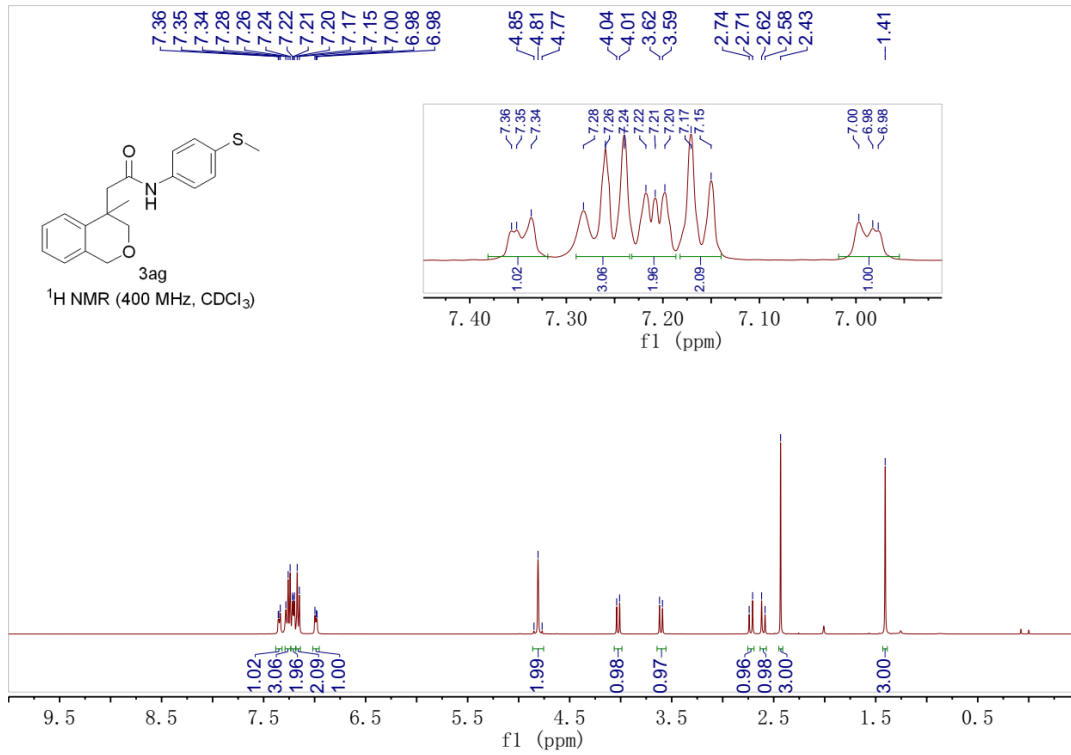 7.36 7.35 7.34 7.28 7.26 7.24 7.22 7.21 7.20 7.17 7.15 7.00 6.98 6.98 4.85 4.81 4.77 4.04 4.01 3.62 3.59 2.74 2.71 2.62 2.58 2.43 1.41
O
N
H
S
O
3ag
¹H NMR (400 MHz, CDCl₃)
7.36 7.35 7.34 7.28 7.26 7.24 7.22 7.21 7.20 7.17 7.15 7.00 6.98 6.98
1.02 3.06 1.96 2.09 1.00
7.40 7.30 7.20 7.10 7.00
f1 (ppm)
1.02 3.06 1.96 2.09 1.00 1.99 0.98 0.97 0.96 0.98 3.00 3.00
9.5 8.5 7.5 6.5 5.5 4.5 3.5 2.5 1.5 0.5
f1 (ppm)